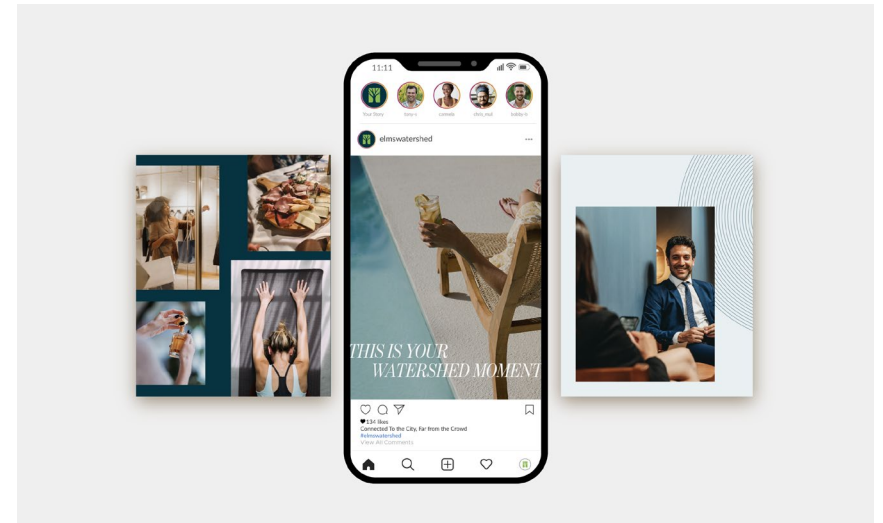 11:11
Your Story
tony-s
camela
chris_md
bobby-n
elmswatershed
THIS IS YOUR
WATERSHED MOMENT
134 likes
Connected To the City, Far from the Crowd
#elmswatershed
View All Comments